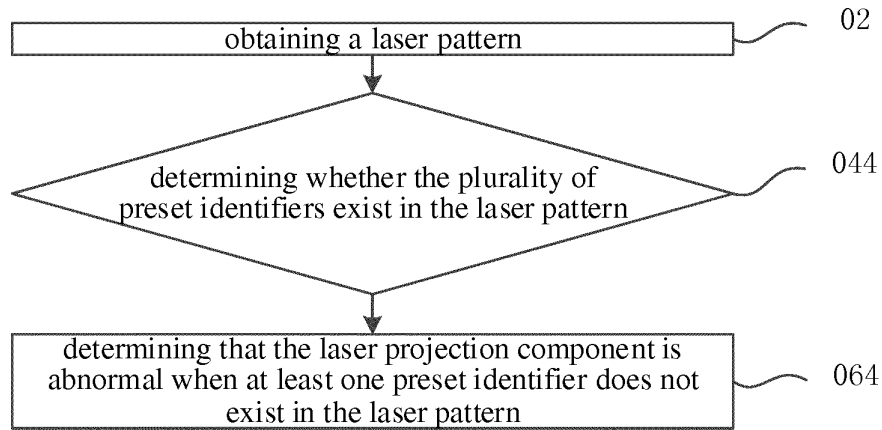 obtaining a laser pattern
02
determining whether the plurality of
preset identifiers exist in the laser pattern
044
determining that the laser projection component is
abnormal when at least one preset identifier does not
exist in the laser pattern
064